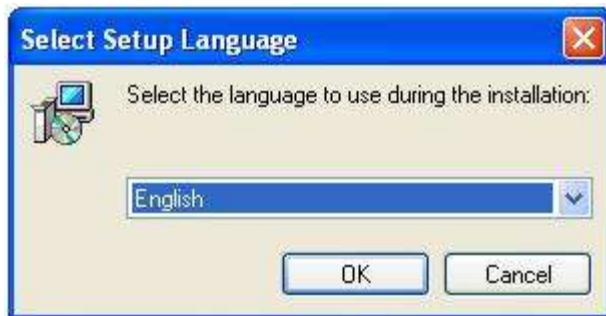 Select Setup Language
Select the language to use during the installation:
English
OK Cancel